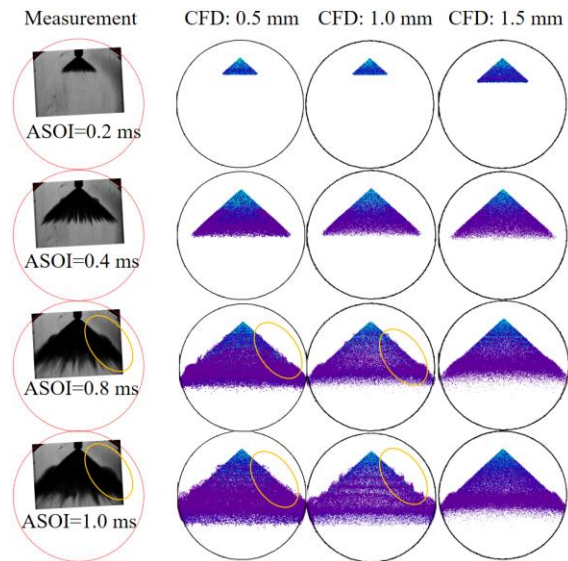 Measurement CFD: 0.5 mm CFD: 1.0 mm CFD: 1.5 mm
ASOI=0.2 ms
ASOI=0.4 ms
ASOI=0.8 ms
ASOI=1.0 ms